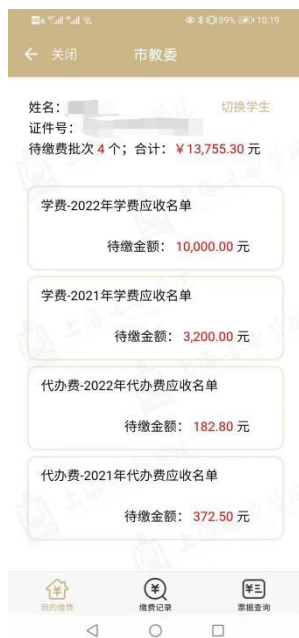 89% 10:19
← 关闭 市教委
姓名： 切换学生
证件号：
待缴费批次 4 个；合计：￥13,755.30 元
学费-2022年学费应收名单
待缴金额： 10,000.00 元
学费-2021年学费应收名单
待缴金额： 3,200.00 元
代办费-2022年代办费应收名单
待缴金额： 182.80 元
代办费-2021年代办费应收名单
待缴金额： 372.50 元
我的缴费 缴费记录 票据查询